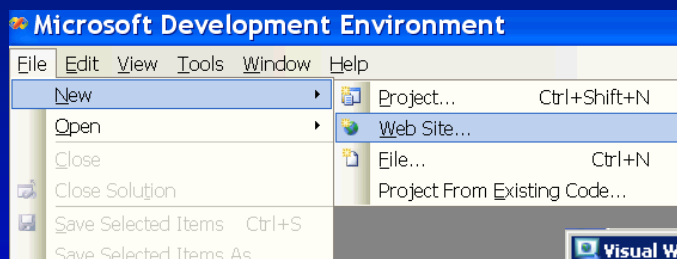 Microsoft Development Environment
File Edit View Tools Window Help
New
Project... Ctrl+Shift+N
Open
Web Site...
Close
File... Ctrl+N
Close Solution
Project From Existing Code...
Save Selected Items Ctrl+S
Save Selected Items As
Visual W